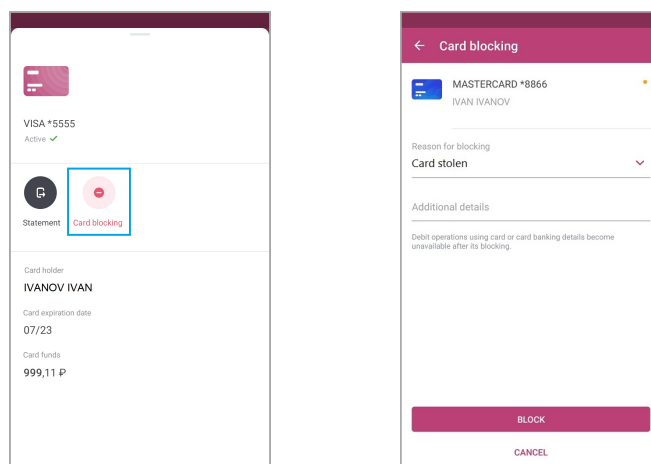 VISA *5555
Active
Statement
Card blocking
Card holder
IVANOV IVAN
Card expiration date
07/23
Card funds
999,11 ₽
Card blocking
MASTERCARD *8866
IVAN IVANOV
Reason for blocking
Card stolen
Additional details
Debit operations using card or card banking details become
unavailable after its blocking.
BLOCK
CANCEL